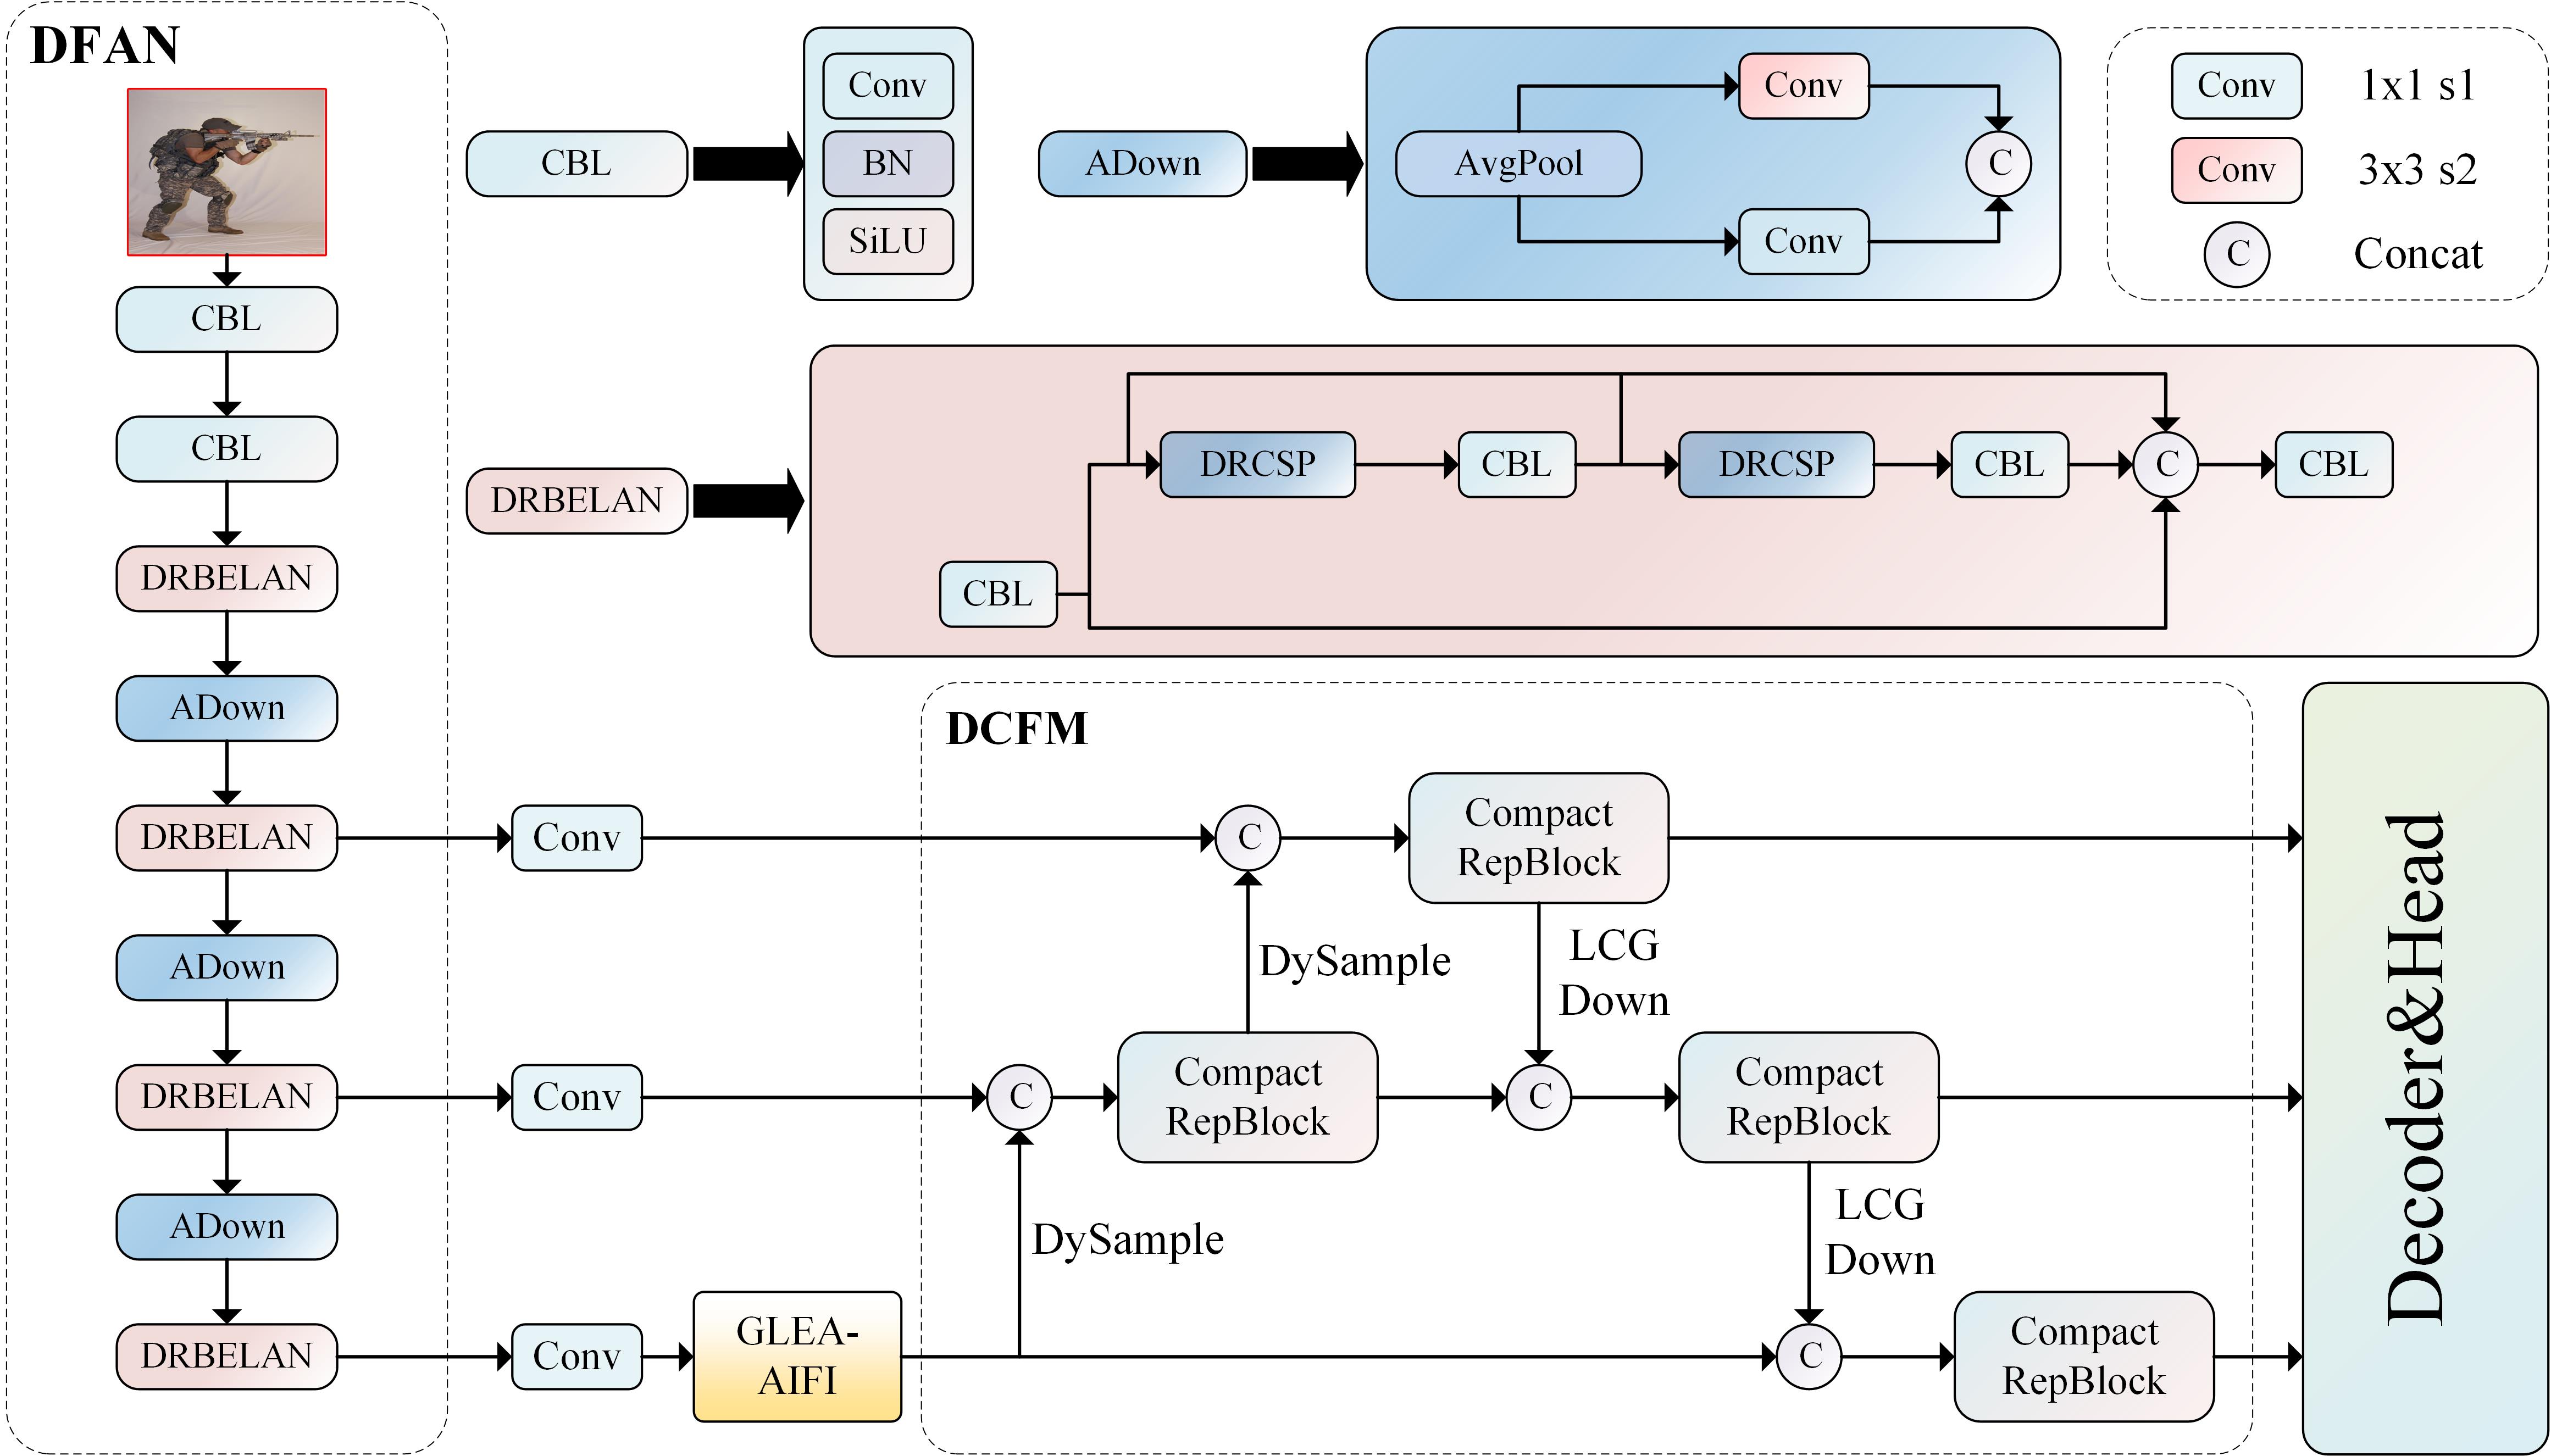 DFAN
CBL
CBL
DRBELAN
ADown
DRBELAN
ADown
DRBELAN
ADown
DRBELAN
CBL
Conv
BN
SiLU
ADown
AvgPool
Conv
Conv
C
Conv 1x1 s1
Conv 3x3 s2
C Concat
DRBELAN
CBL
DRCSP
CBL
DRCSP
CBL
C
CBL
Conv
Conv
Conv
GLEA-
AIFI
DCFM
C
Compact
RepBlock
DySample
LCG
Down
C
Compact
RepBlock
C
Compact
RepBlock
DySample
LCG
Down
C
Compact
RepBlock
Decoder&Head